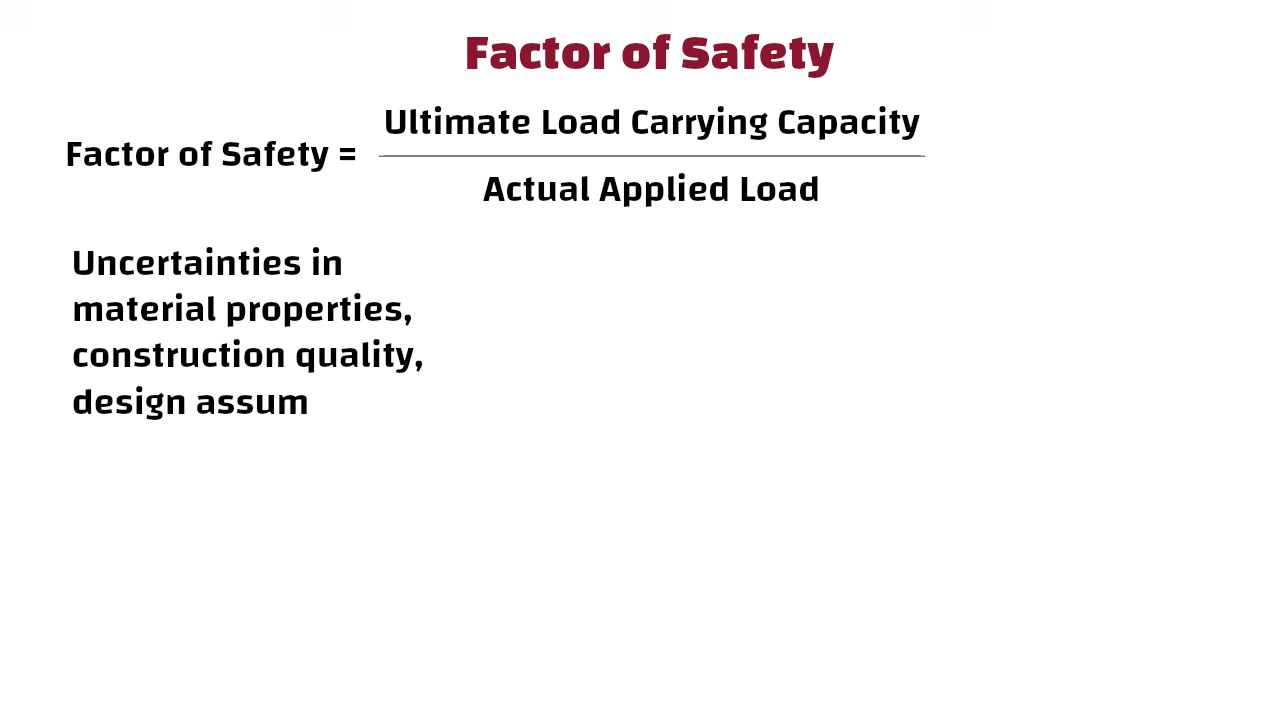 Factor of Safety
Ultimate Load Carrying Capacity
Factor of Safety =
Actual Applied Load
Uncertainties in
material properties,
construction quality,
design assum